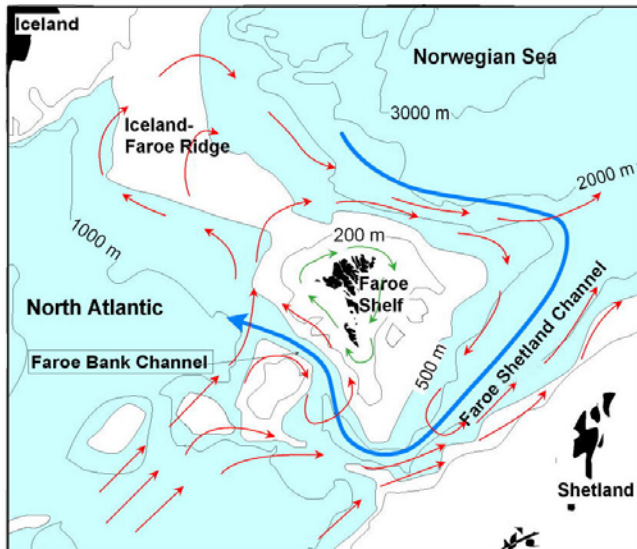 Iceland
Norwegian Sea
3000 m
Iceland-
Faroe Ridge
2000 m
1000 m
200 m
Faroe
Shelf
North Atlantic
Faroe Bank Channel
500 m
Faroe Shetland Channel
Shetland